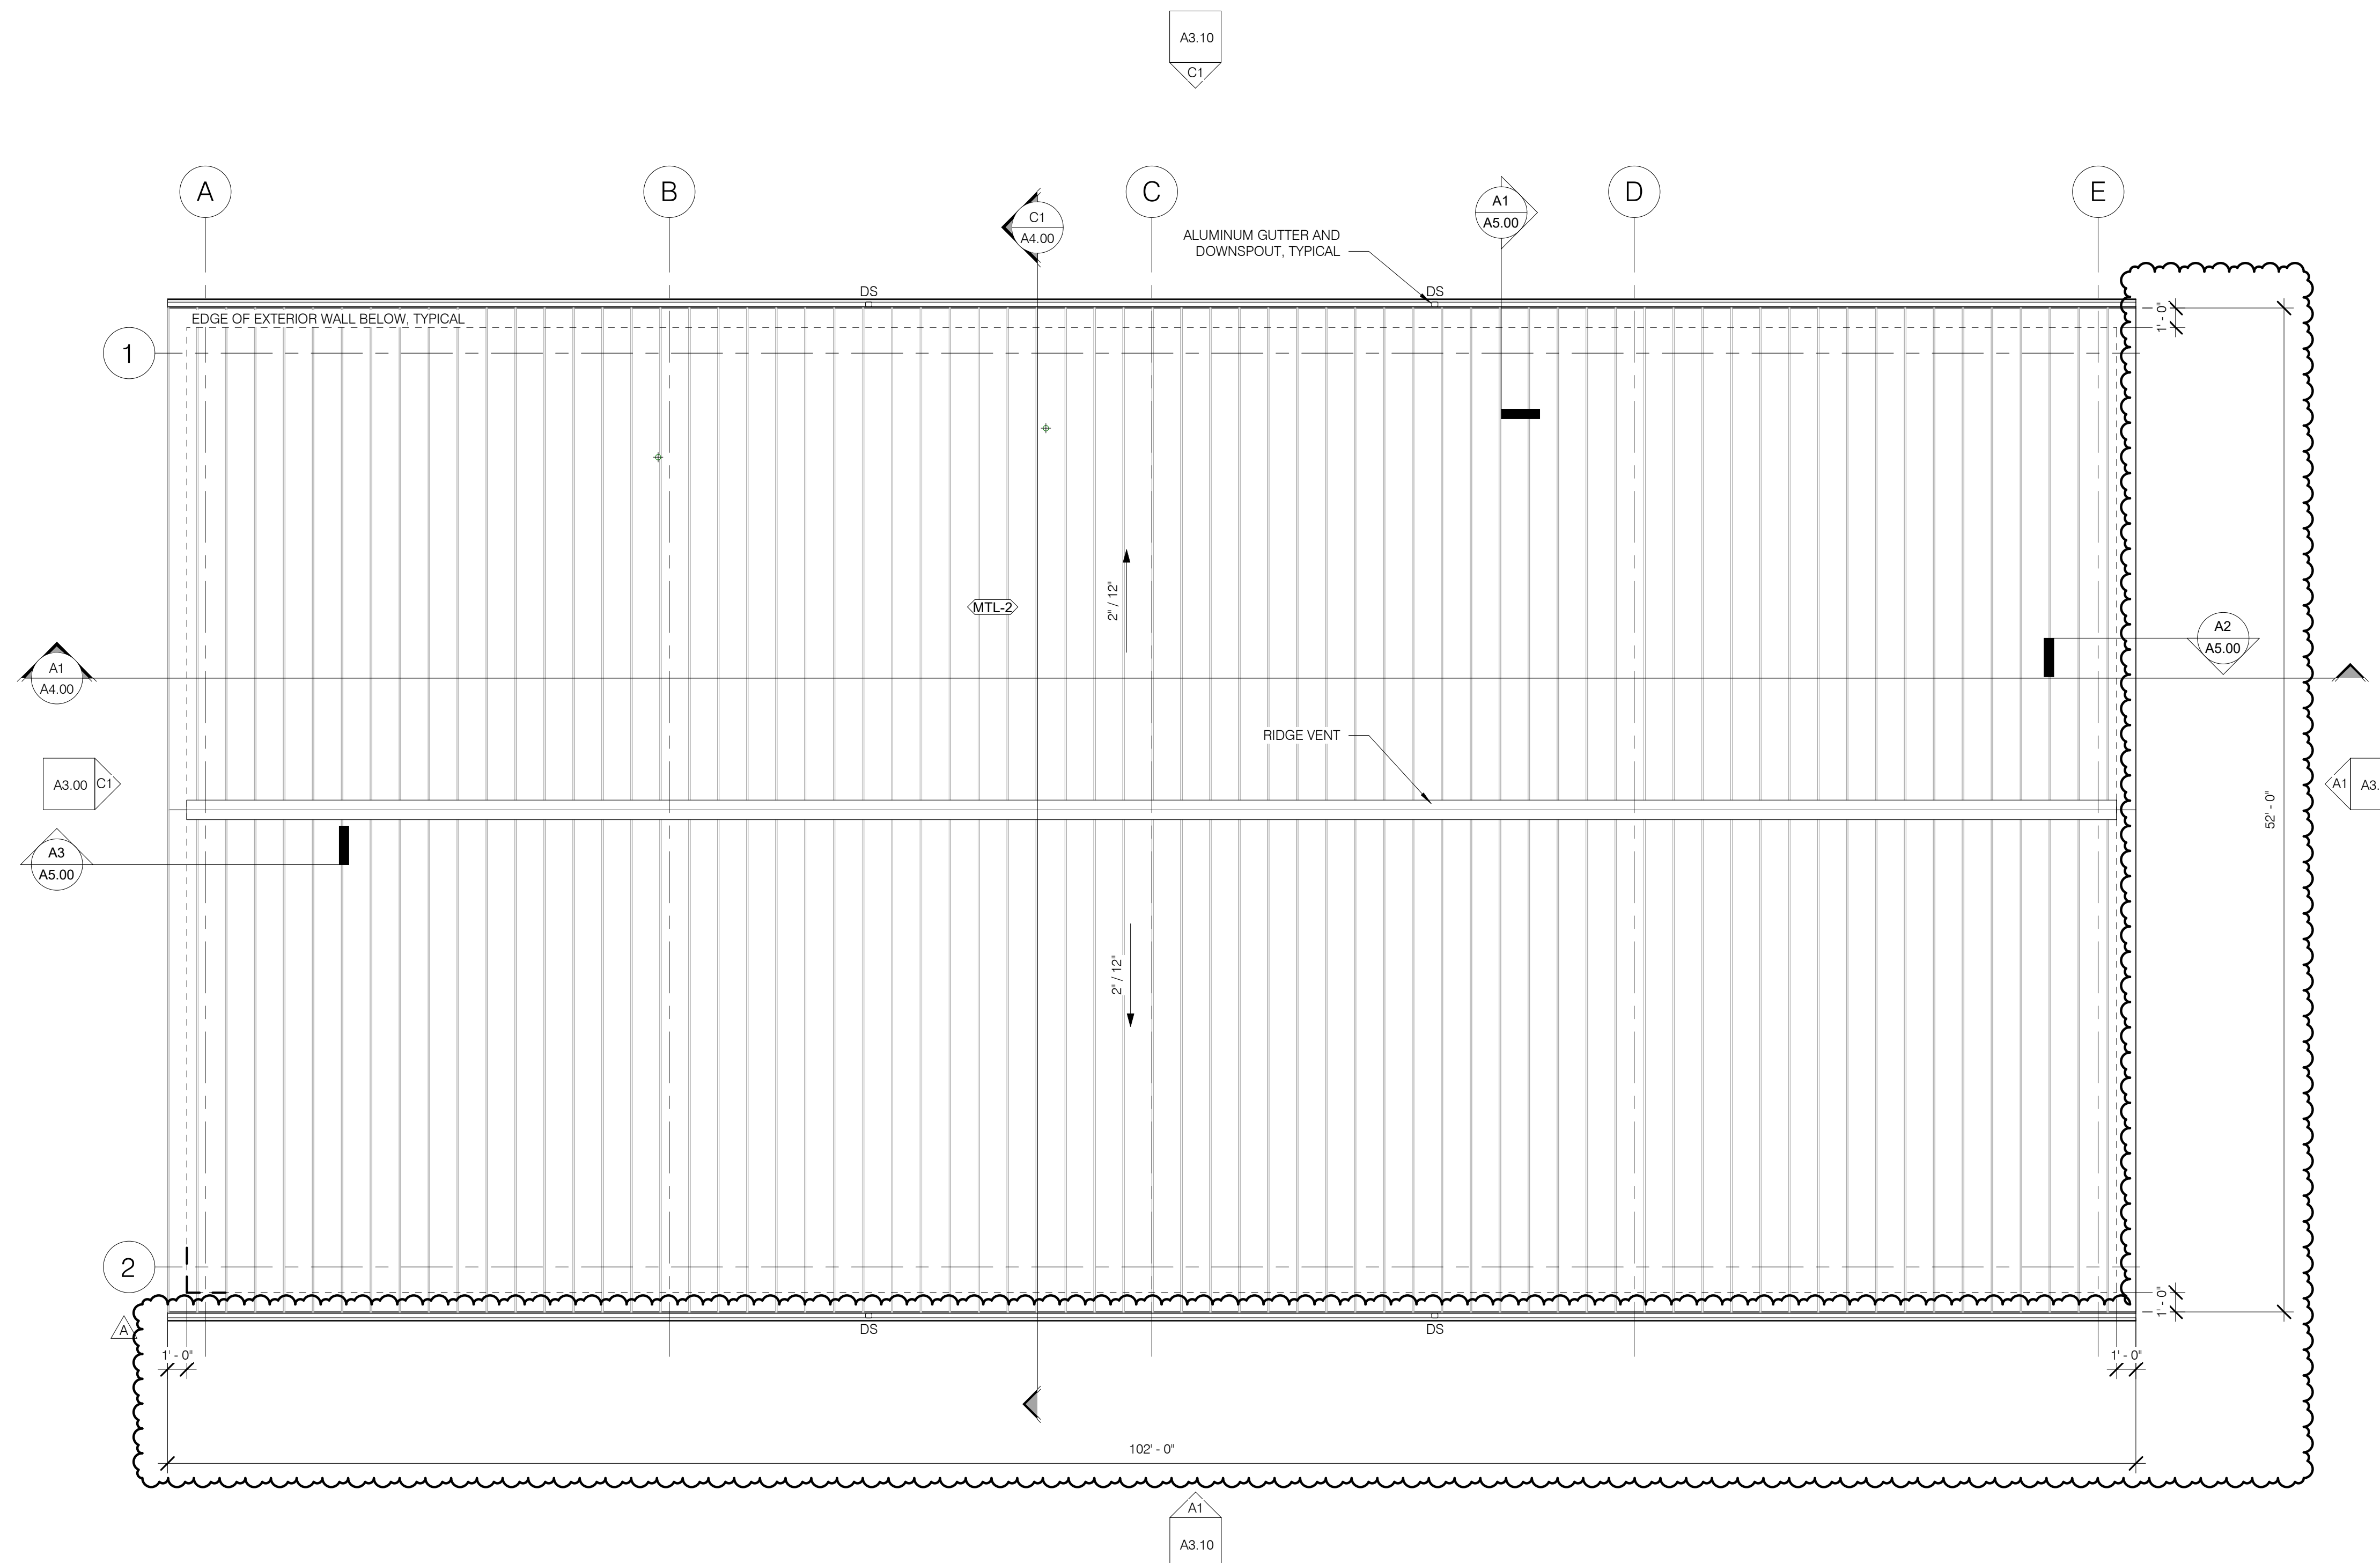 A3.10
C1
A
B
C
D
E
C1
A4.00
A1
A5.00
ALUMINUM GUTTER AND
DOWNSPOUT, TYPICAL
DS
DS
EDGE OF EXTERIOR WALL BELOW, TYPICAL
1' - 0"
1
2" / 12"
MTL-2
A2
A5.00
A1
A4.00
RIDGE VENT
A3.00
C1
A1
A3.
52' - 0"
A3
A5.00
2" / 12"
2
1' - 0"
A
DS
DS
1' - 0"
1' - 0"
102' - 0"
A1
A3.10